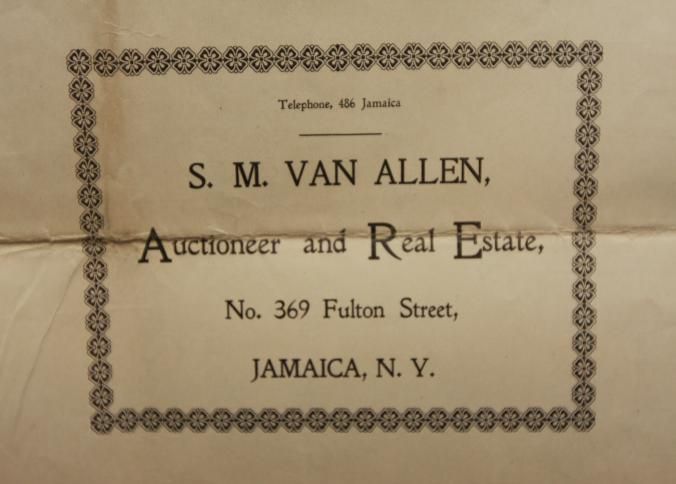 Telephone, 486 Jamaica
S. M. VAN ALLEN,
Auctioneer and Real Estate,
No. 369 Fulton Street,
JAMAICA, N. Y.